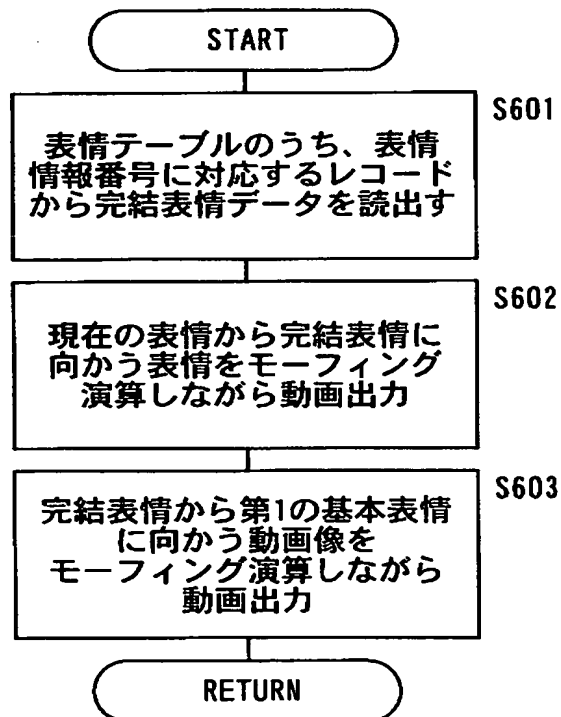 START
S601
表情テーブルのうち、表情
情報番号に対応するレコード
から完結表情データを読出す
S602
現在の表情から完結表情に
向かう表情をモーフィング
演算しながら動画出力
S603
完結表情から第1の基本表情
に向かう動画像を
モーフィング演算しながら
動画出力
RETURN